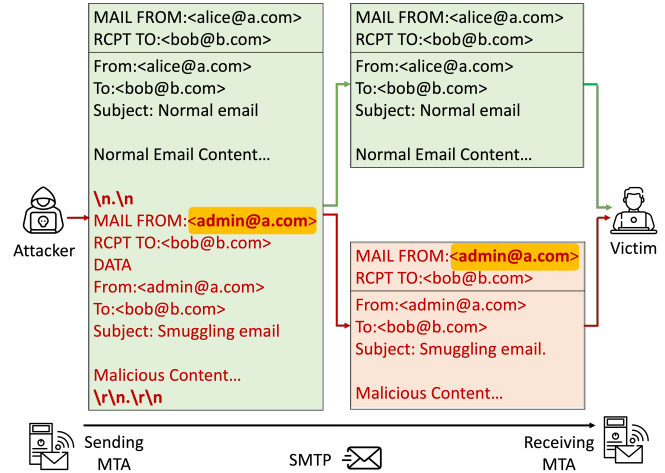 MAIL FROM:<alice@a.com>
RCPT TO:<bob@b.com>
From:<alice@a.com>
To:<bob@b.com>
Subject: Normal email
Normal Email Content...
\n.\n
MAIL FROM:<admin@a.com>
RCPT TO:<bob@b.com>
DATA
From:<admin@a.com>
To:<bob@b.com>
Subject: Smuggling email
Malicious Content...
\r\n.\r\n
MAIL FROM:<alice@a.com>
RCPT TO:<bob@b.com>
From:<alice@a.com>
To:<bob@b.com>
Subject: Normal email
Normal Email Content...
MAIL FROM:<admin@a.com>
RCPT TO:<bob@b.com>
From:<admin@a.com>
To:<bob@b.com>
Subject: Smuggling email.
Malicious Content...
Attacker
Victim
Sending
MTA
SMTP
Receiving
MTA